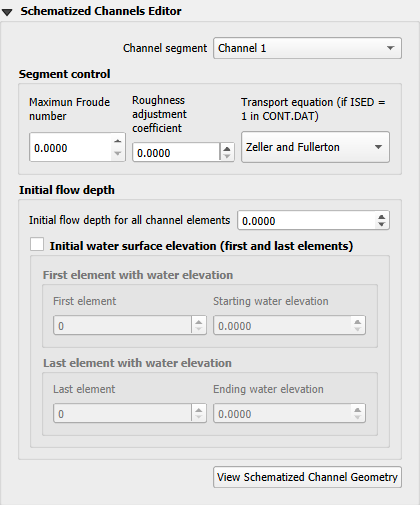 Schematized Channels Editor
Channel segment Channel 1
Segment control
Maximun Froude number
Roughness adjustment coefficient
Transport equation (if ISED = 1 in CONT.DAT)
0.0000 0.0000 Zeller and Fullerton
Initial flow depth
Initial flow depth for all channel elements 0.0000
Initial water surface elevation (first and last elements)
First element with water elevation
First element Starting water elevation
0 0.0000
Last element with water elevation
Last element Ending water elevation
0 0.0000
View Schematized Channel Geometry